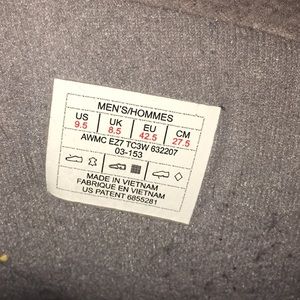 MEN'S/HOMMES
US UK EU CM
9.5 8.5 42.5 27.5
AWMC EZ7 TC3W 632207
03-153
MADE IN VIETNAM
FABRIQUE EN VIETNAM
US PATENT 6855281